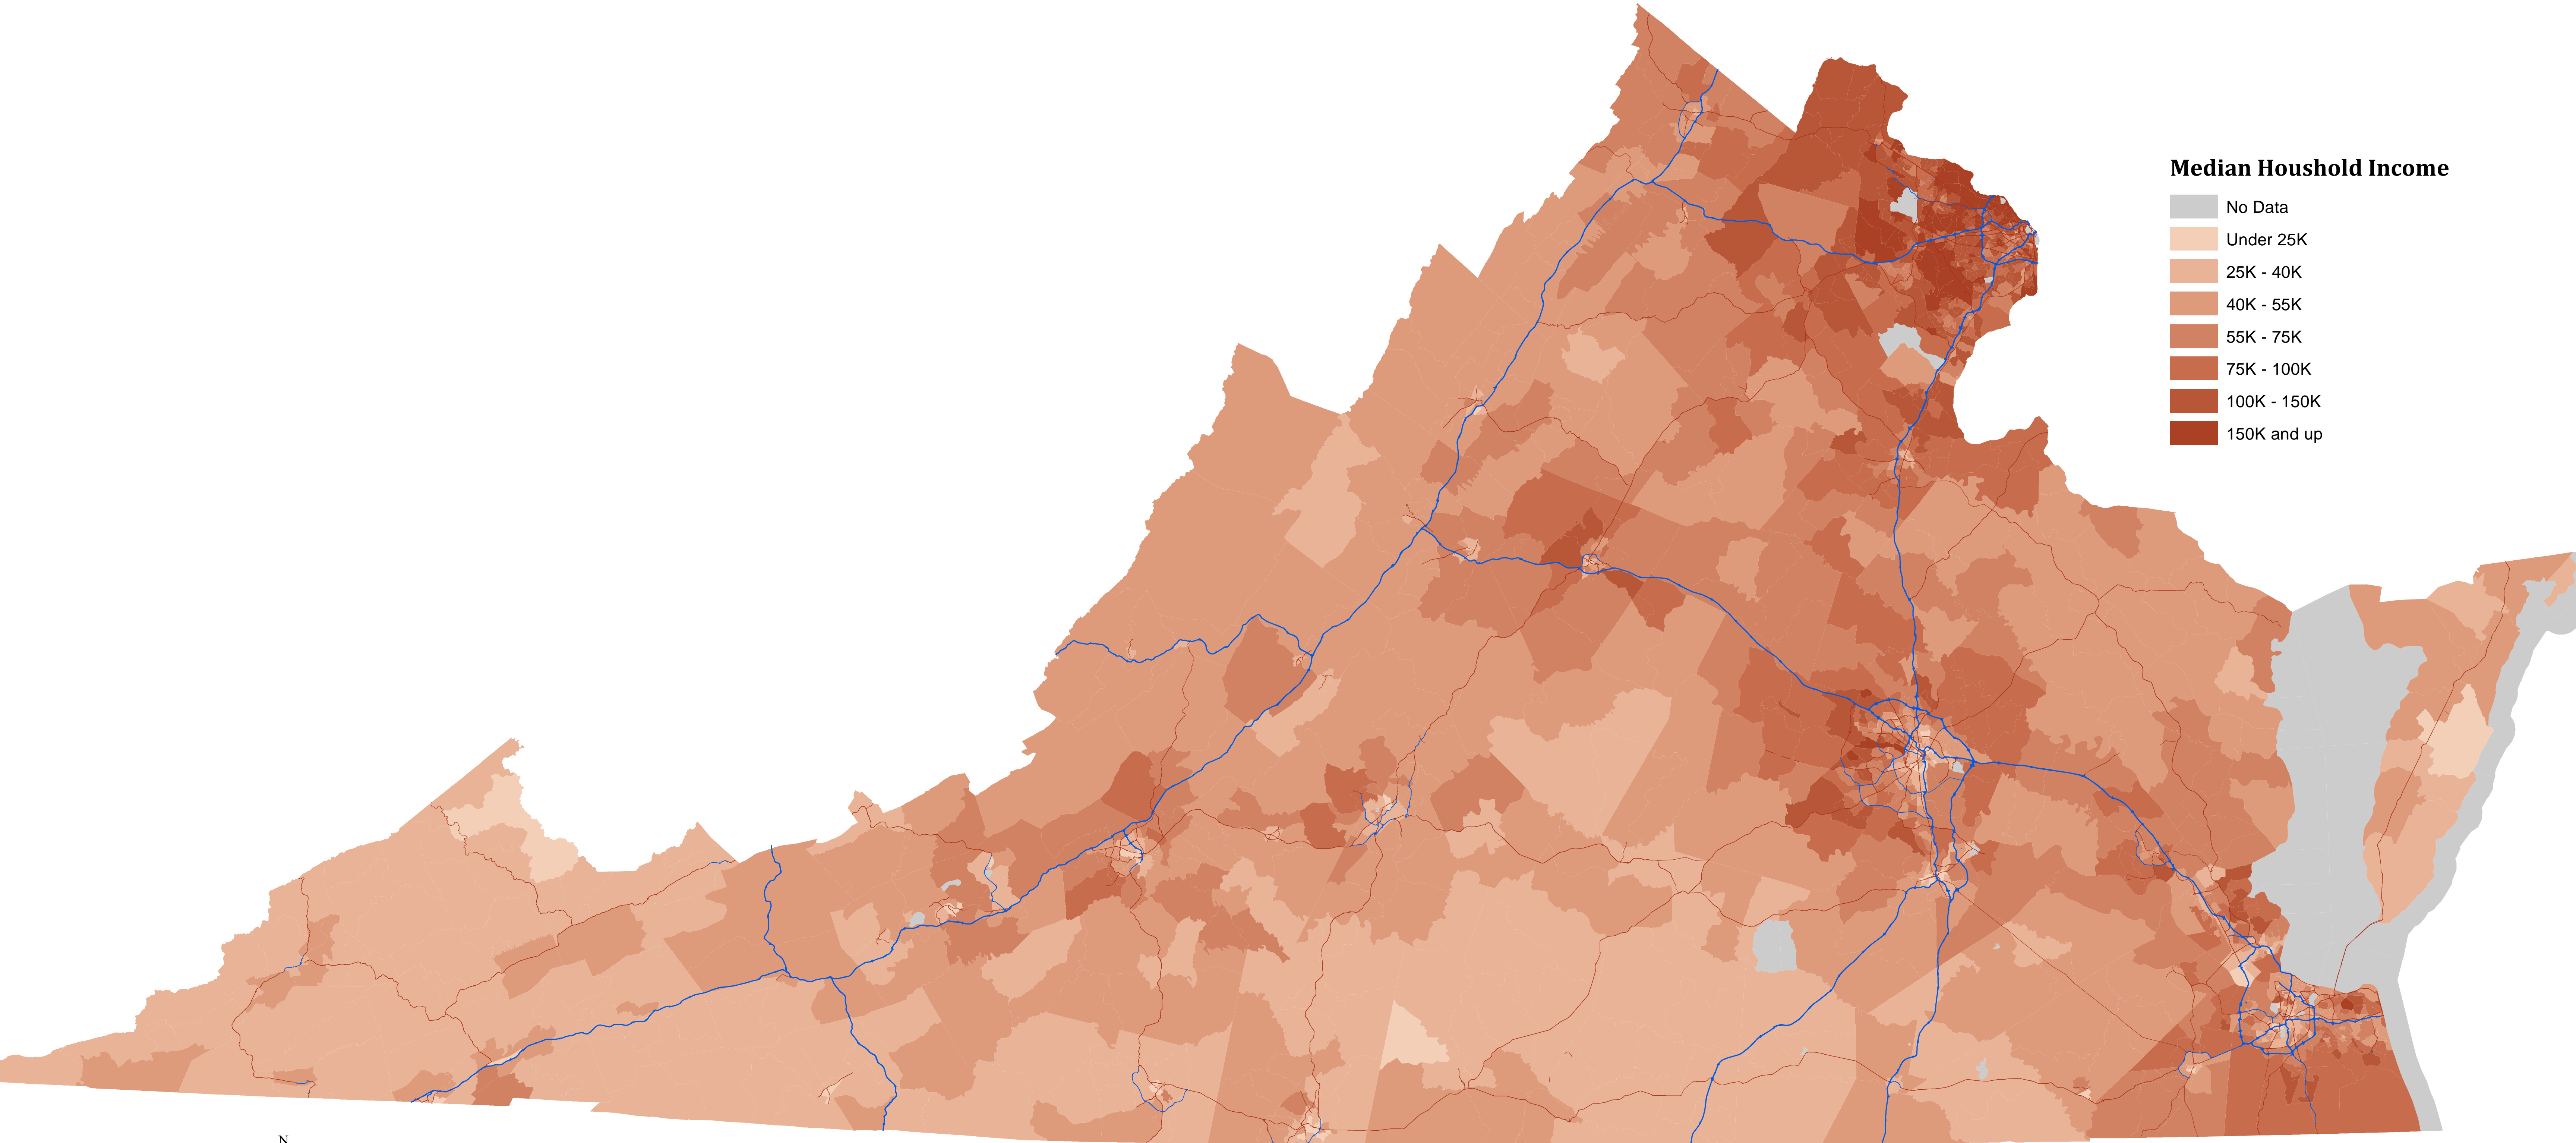 Median Houshold Income
No Data
Under 25K
25K - 40K
40K - 55K
55K - 75K
75K - 100K
100K - 150K
150K and up
N